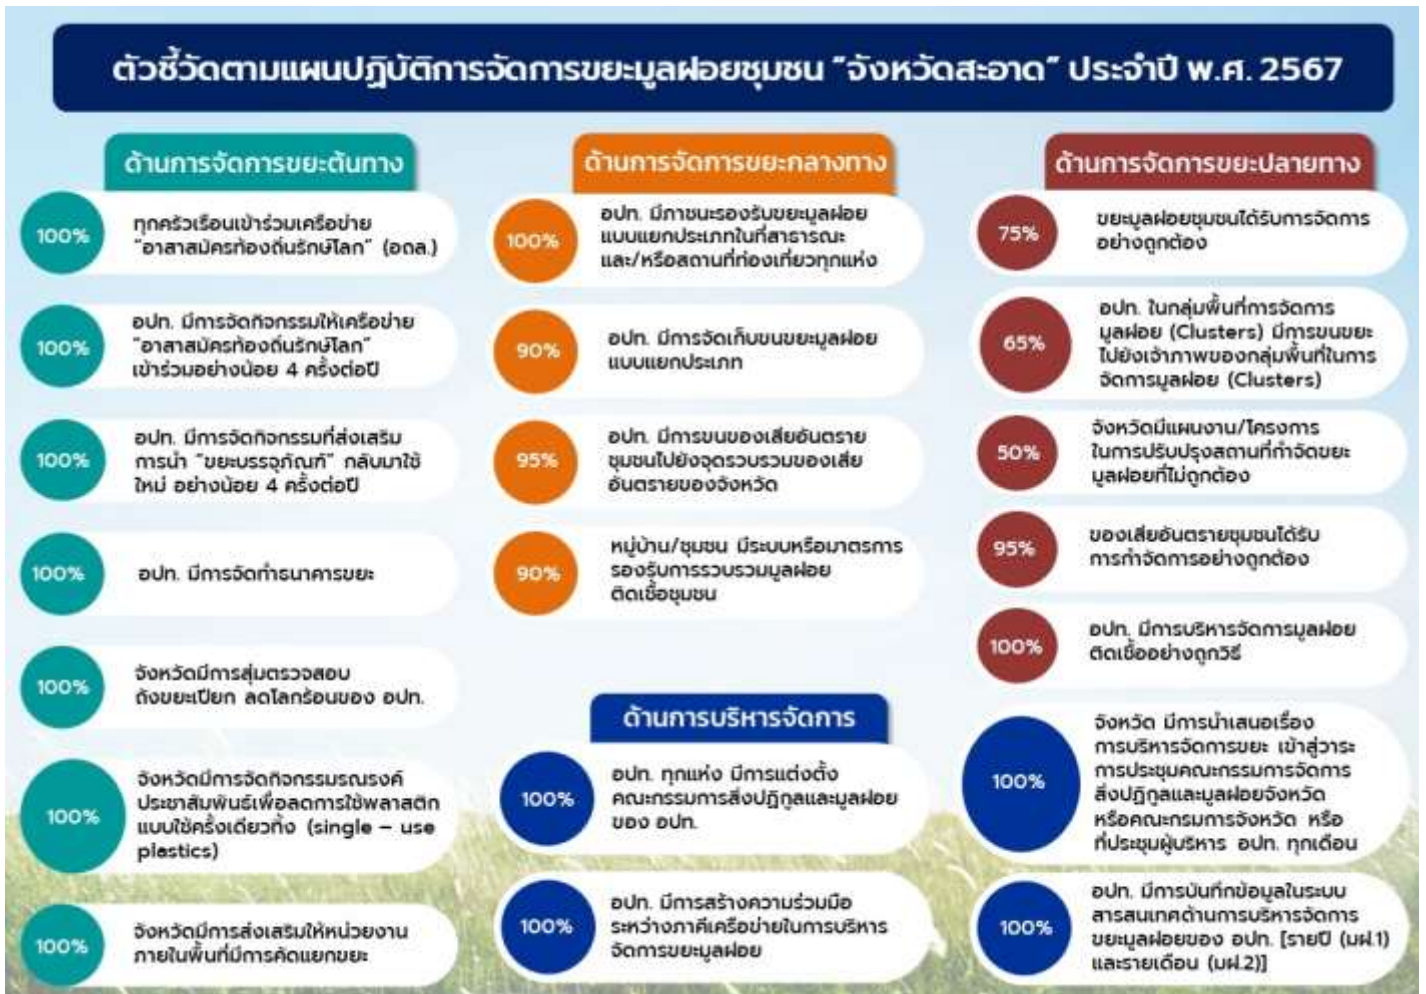 ตัวชี้วัดตามแผนปฏิบัติการจัดการขยะมูลฝอยชุมชน “จังหวัดสะอาด” ประจำปี พ.ศ. 2567
ด้านการจัดการขยะต้นทาง
100%
ทุกครัวเรือนเข้าร่วมเครือข่าย
“อาสาสมัครท้องถิ่นรักษ์โลก” (อถล.)
100%
อปท. มีการจัดกิจกรรมให้เครือข่าย
“อาสาสมัครท้องถิ่นรักษ์โลก”
เข้าร่วมอย่างน้อย 4 ครั้งต่อปี
100%
อปท. มีการจัดกิจกรรมที่ส่งเสริม
การนำ “ขยะบรรจุภัณฑ์” กลับมาใช้
ใหม่ อย่างน้อย 4 ครั้งต่อปี
100%
อปท. มีการจัดทำธนาคารขยะ
100%
จังหวัดมีการสุ่มตรวจสอบ
ถังขยะเปียก ลดโลกร้อนของ อปท.
100%
จังหวัดมีการจัดกิจกรรมรณรงค์
ประชาสัมพันธ์เพื่อลดการใช้พลาสติก
แบบใช้ครั้งเดียวทิ้ง (single – use
plastics)
100%
จังหวัดมีการส่งเสริมให้หน่วยงาน
ภายในพื้นที่มีการคัดแยกขยะ
ด้านการจัดการขยะกลางทาง
100%
อปท. มีภาชนะรองรับขยะมูลฝอย
แบบแยกประเภทในที่สาธารณะ
และ/หรือสถานที่ท่องเที่ยวทุกแห่ง
90%
อปท. มีการจัดเก็บขนขยะมูลฝอย
แบบแยกประเภท
95%
อปท. มีการขนของเสียอันตราย
ชุมชนไปยังจุดรวบรวมของเสีย
อันตรายของจังหวัด
90%
หมู่บ้าน/ชุมชน มีระบบหรือมาตรการ
รองรับการรวบรวมมูลฝอย
ติดเชื้อชุมชน
ด้านการบริหารจัดการ
100%
อปท. ทุกแห่ง มีการแต่งตั้ง
คณะกรรมการสิ่งปฏิกูลและมูลฝอย
ของ อปท.
100%
อปท. มีการสร้างความร่วมมือ
ระหว่างภาคีเครือข่ายในการบริหาร
จัดการขยะมูลฝอย
ด้านการจัดการขยะปลายทาง
75%
ขยะมูลฝอยชุมชนได้รับการจัดการ
อย่างถูกต้อง
65%
อปท. ในกลุ่มพื้นที่การจัดการ
มูลฝอย (Clusters) มีการขนขยะ
ไปยังเจ้าภาพของกลุ่มพื้นที่ในการ
จัดการมูลฝอย (Clusters)
50%
จังหวัดมีแผนงาน/โครงการ
ในการปรับปรุงสถานที่กำจัดขยะ
มูลฝอยที่ไม่ถูกต้อง
95%
ของเสียอันตรายชุมชนได้รับ
การกำจัดการอย่างถูกต้อง
100%
อปท. มีการบริหารจัดการมูลฝอย
ติดเชื้ออย่างถูกวิธี
100%
จังหวัด มีการนำเสนอเรื่อง
การบริหารจัดการขยะ เข้าสู่วาระ
การประชุมคณะกรรมการจัดการ
สิ่งปฏิกูลและมูลฝอยจังหวัด
หรือคณะกรมการจังหวัด หรือ
ที่ประชุมผู้บริหาร อปท. ทุกเดือน
100%
อปท. มีการบันทึกข้อมูลในระบบ
สารสนเทศด้านการบริหารจัดการ
ขยะมูลฝอยของ อปท. [รายปี (มฝ.1)
และรายเดือน (มฝ.2)]